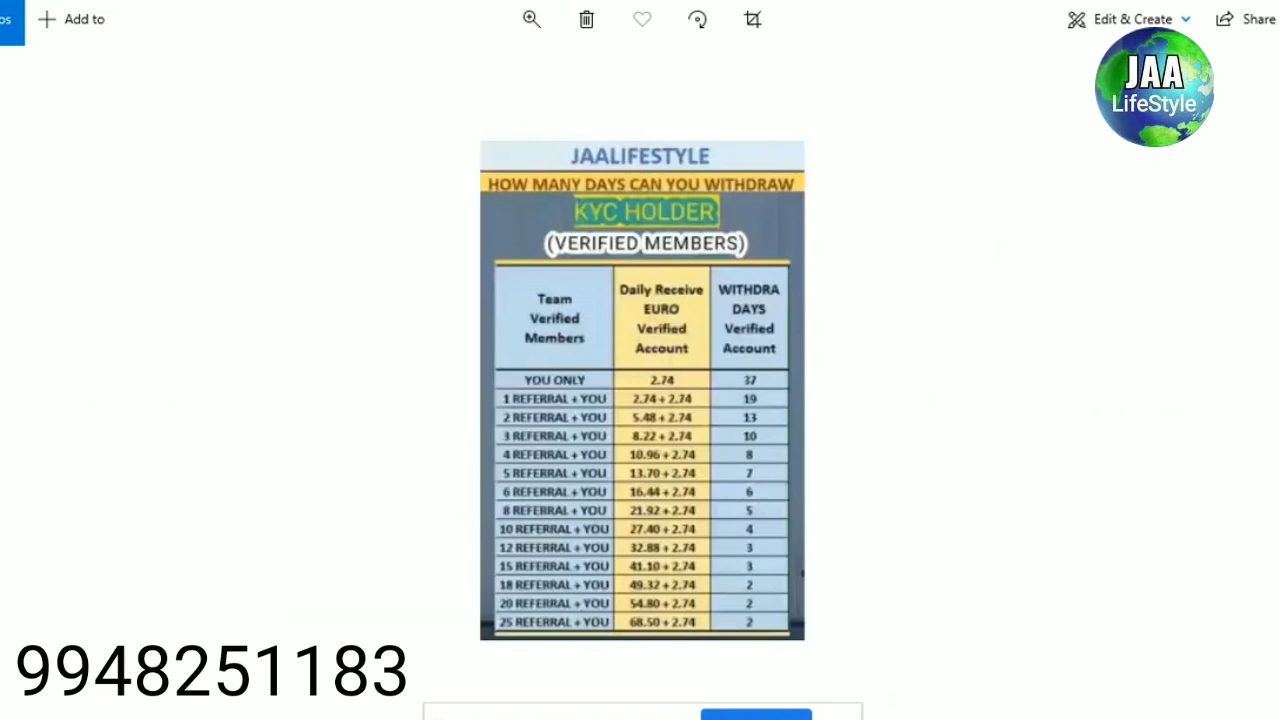 os
Add to
Edit & Create
Share
JAA
LifeStyle
JAALIFESTYLE
HOW MANY DAYS CAN YOU WITHDRAW
KYC HOLDER
(VERIFIED MEMBERS)
Team Verified Members | Daily Receive EURO Verified Account | WITHDRA DAYS Verified Account
YOU ONLY 2.74 37
1 REFERRAL + YOU 2.74 + 2.74 19
2 REFERRAL + YOU 5.48 + 2.74 13
3 REFERRAL + YOU 8.22 + 2.74 10
4 REFERRAL + YOU 10.96 + 2.74 8
5 REFERRAL + YOU 13.70 + 2.74 7
6 REFERRAL + YOU 16.44 + 2.74 6
8 REFERRAL + YOU 21.92 + 2.74 5
10 REFERRAL + YOU 27.40 + 2.74 4
12 REFERRAL + YOU 32.88 + 2.74 3
15 REFERRAL + YOU 41.10 + 2.74 3
18 REFERRAL + YOU 49.32 + 2.74 2
20 REFERRAL + YOU 54.80 + 2.74 2
25 REFERRAL + YOU 68.50 + 2.74 2
9948251183